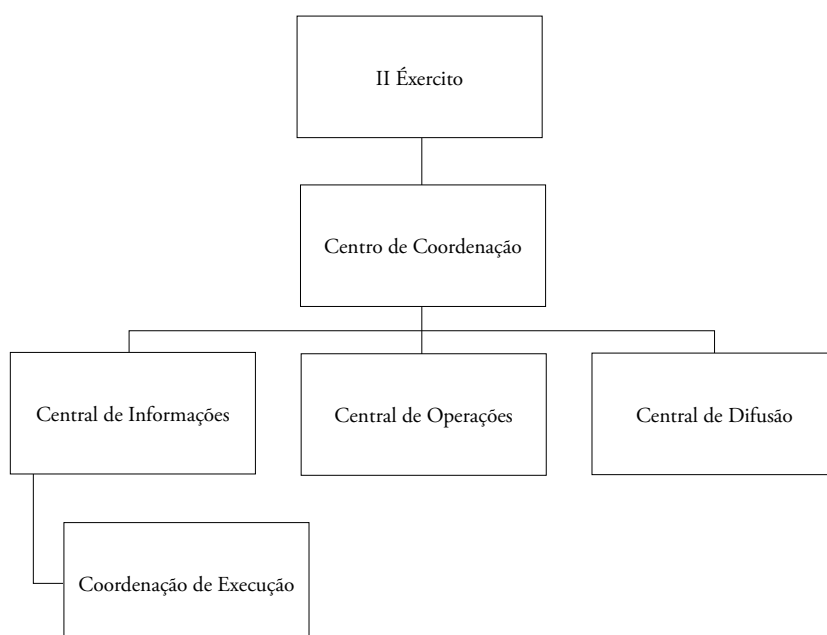 II Éxercito
Centro de Coordenação
Central de Informações
Central de Operações
Central de Difusão
Coordenação de Execução